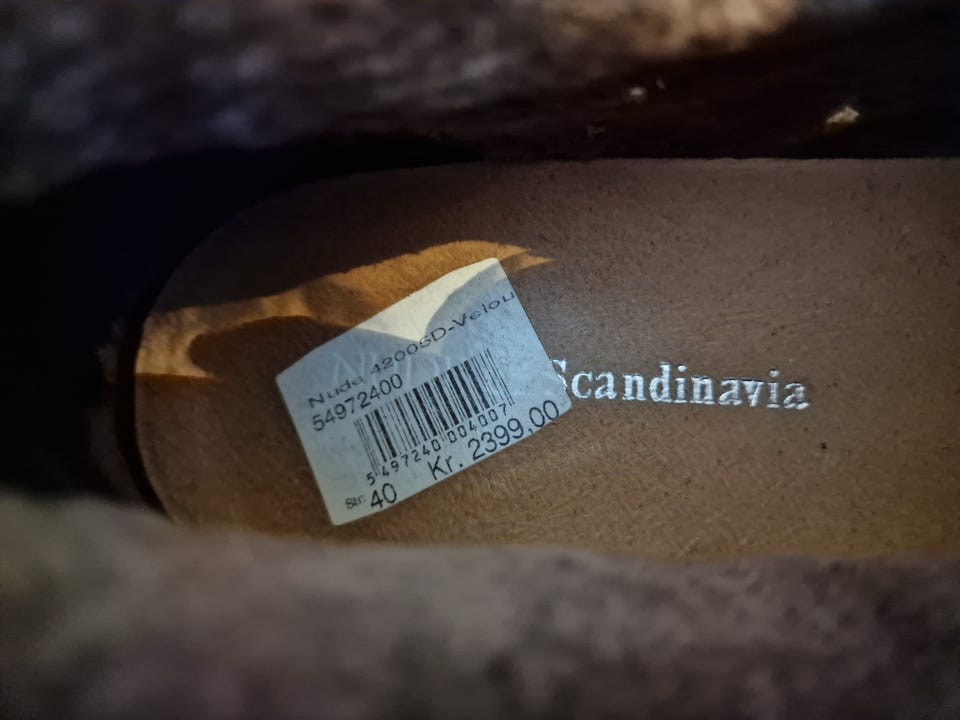 Nude 42005D-Velou
54972400
5 497240 004007
Kr. 2399,00
Str: 40
Scandinavia